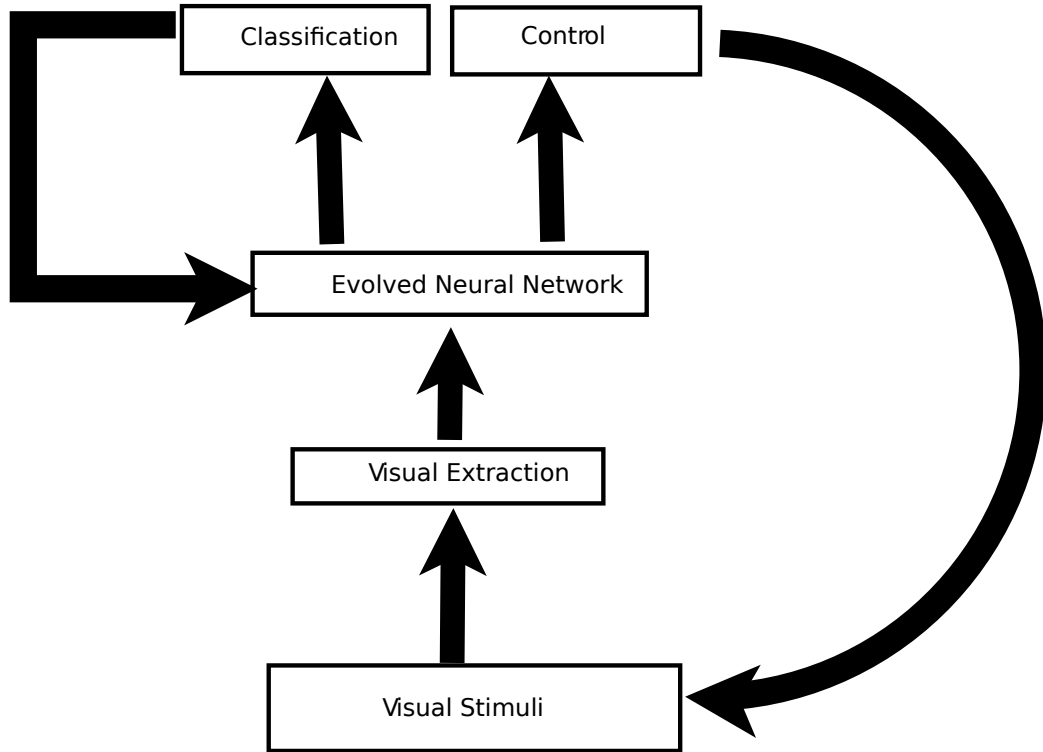 Classification
Control
Evolved Neural Network
Visual Extraction
Visual Stimuli